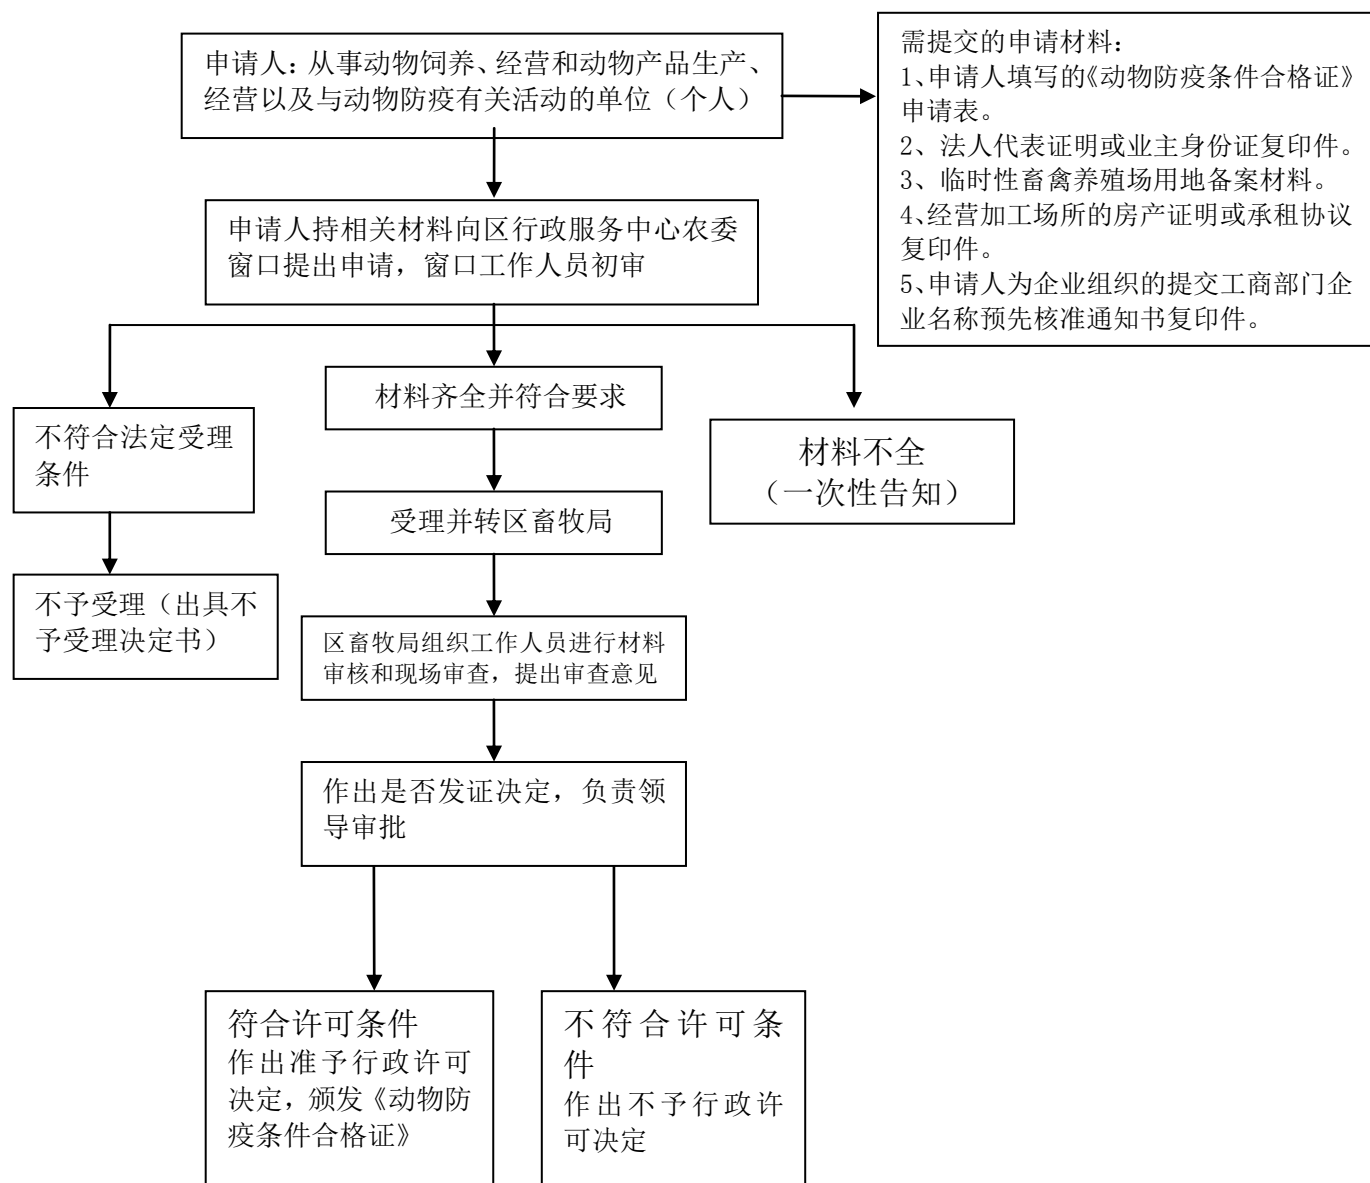 申请人：从事动物饲养、经营和动物产品生产、
经营以及与动物防疫有关活动的单位（个人）
需提交的申请材料：
1、申请人填写的《动物防疫条件合格证》
申请表。
2、法人代表证明或业主身份证复印件。
3、临时性畜禽养殖场用地备案材料。
4、经营加工场所的房产证明或承租协议
复印件。
5、申请人为企业组织的提交工商部门企
业名称预先核准通知书复印件。
申请人持相关材料向区行政服务中心农委
窗口提出申请，窗口工作人员初审
不符合法定受理
条件
材料齐全并符合要求
材料不全
（一次性告知）
受理并转区畜牧局
不予受理（出具不
予受理决定书）
区畜牧局组织工作人员进行材料
审核和现场审查，提出审查意见
作出是否发证决定，负责领
导审批
符合许可条件
作出准予行政许可
决定，颁发《动物防
疫条件合格证》
不符合许可条
件
作出不予行政许
可决定